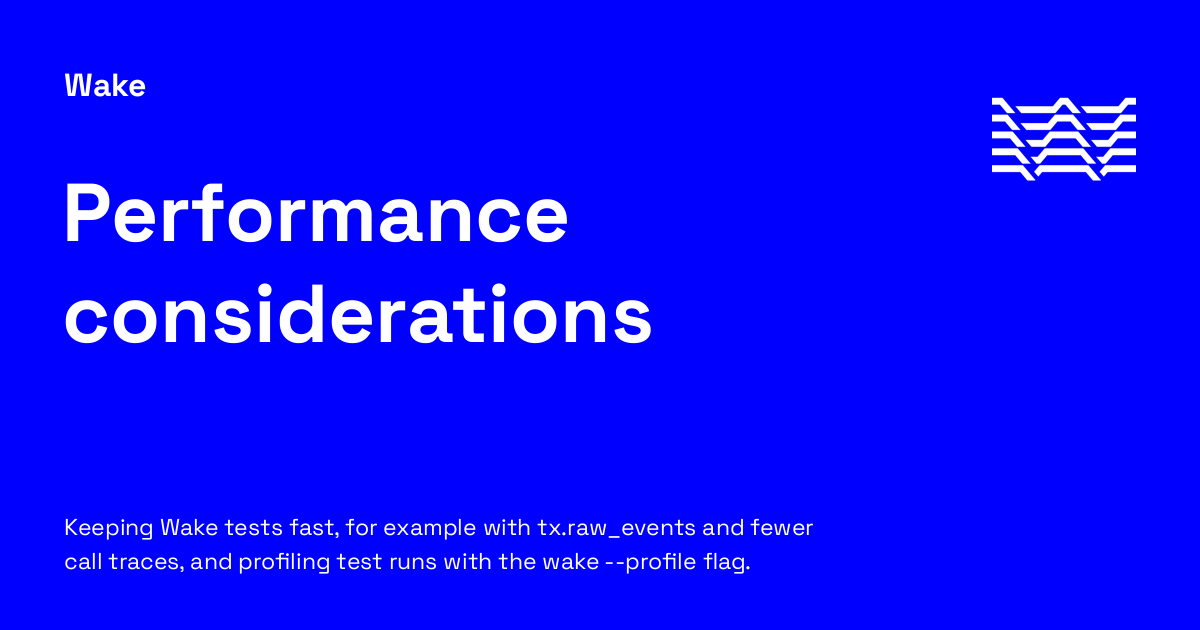 Wake
Performance
considerations
Keeping Wake tests fast, for example with tx.raw_events and fewer
call traces, and profiling test runs with the wake --profile flag.